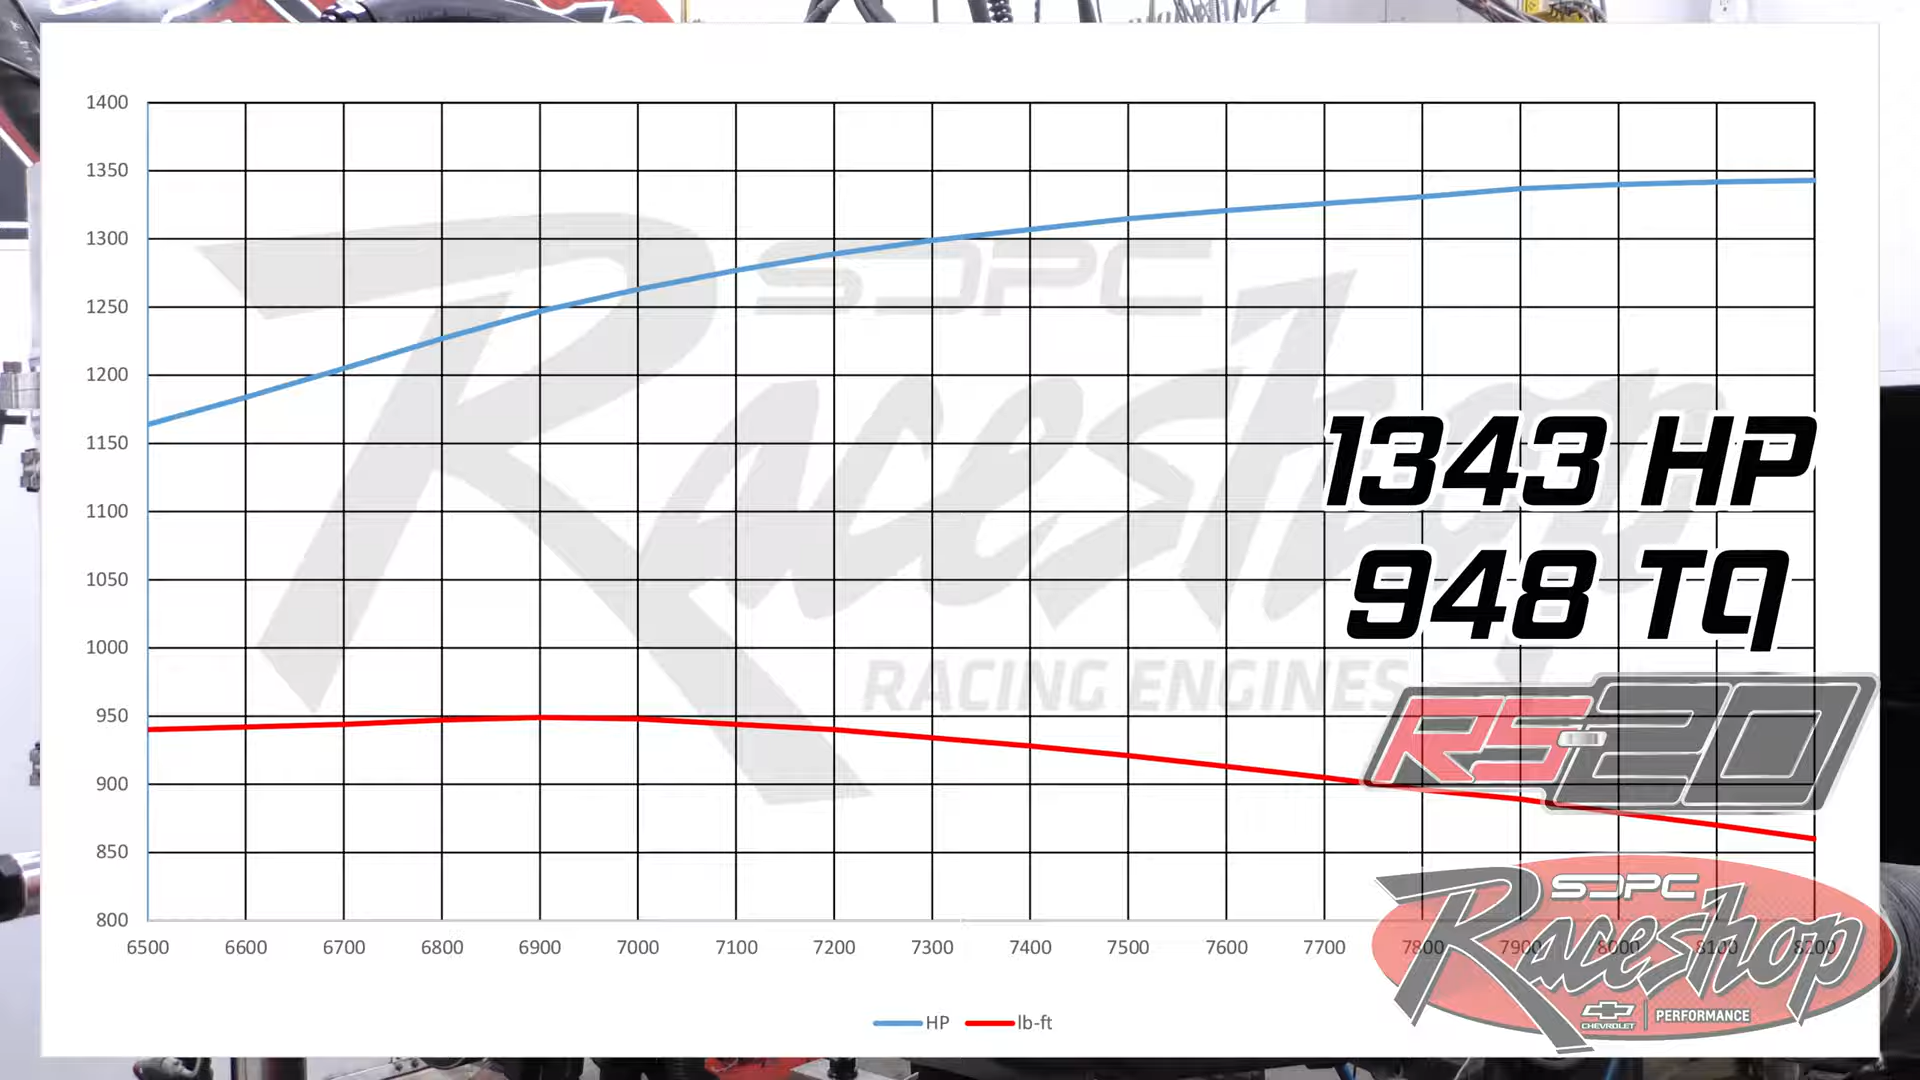 1400
1350
1300
1250
1200
1150
1100
1050
1000
950
900
850
800
6500 6600 6700 6800 6900 7000 7100 7200 7300 7400 7500 7600 7700 7800 7900 8000 8100 8200
HP lb-ft
SDPC
Raceshop
RACING ENGINES
1343 HP
948 TQ
RS-20
SDPC
Raceshop
CHEVROLET PERFORMANCE